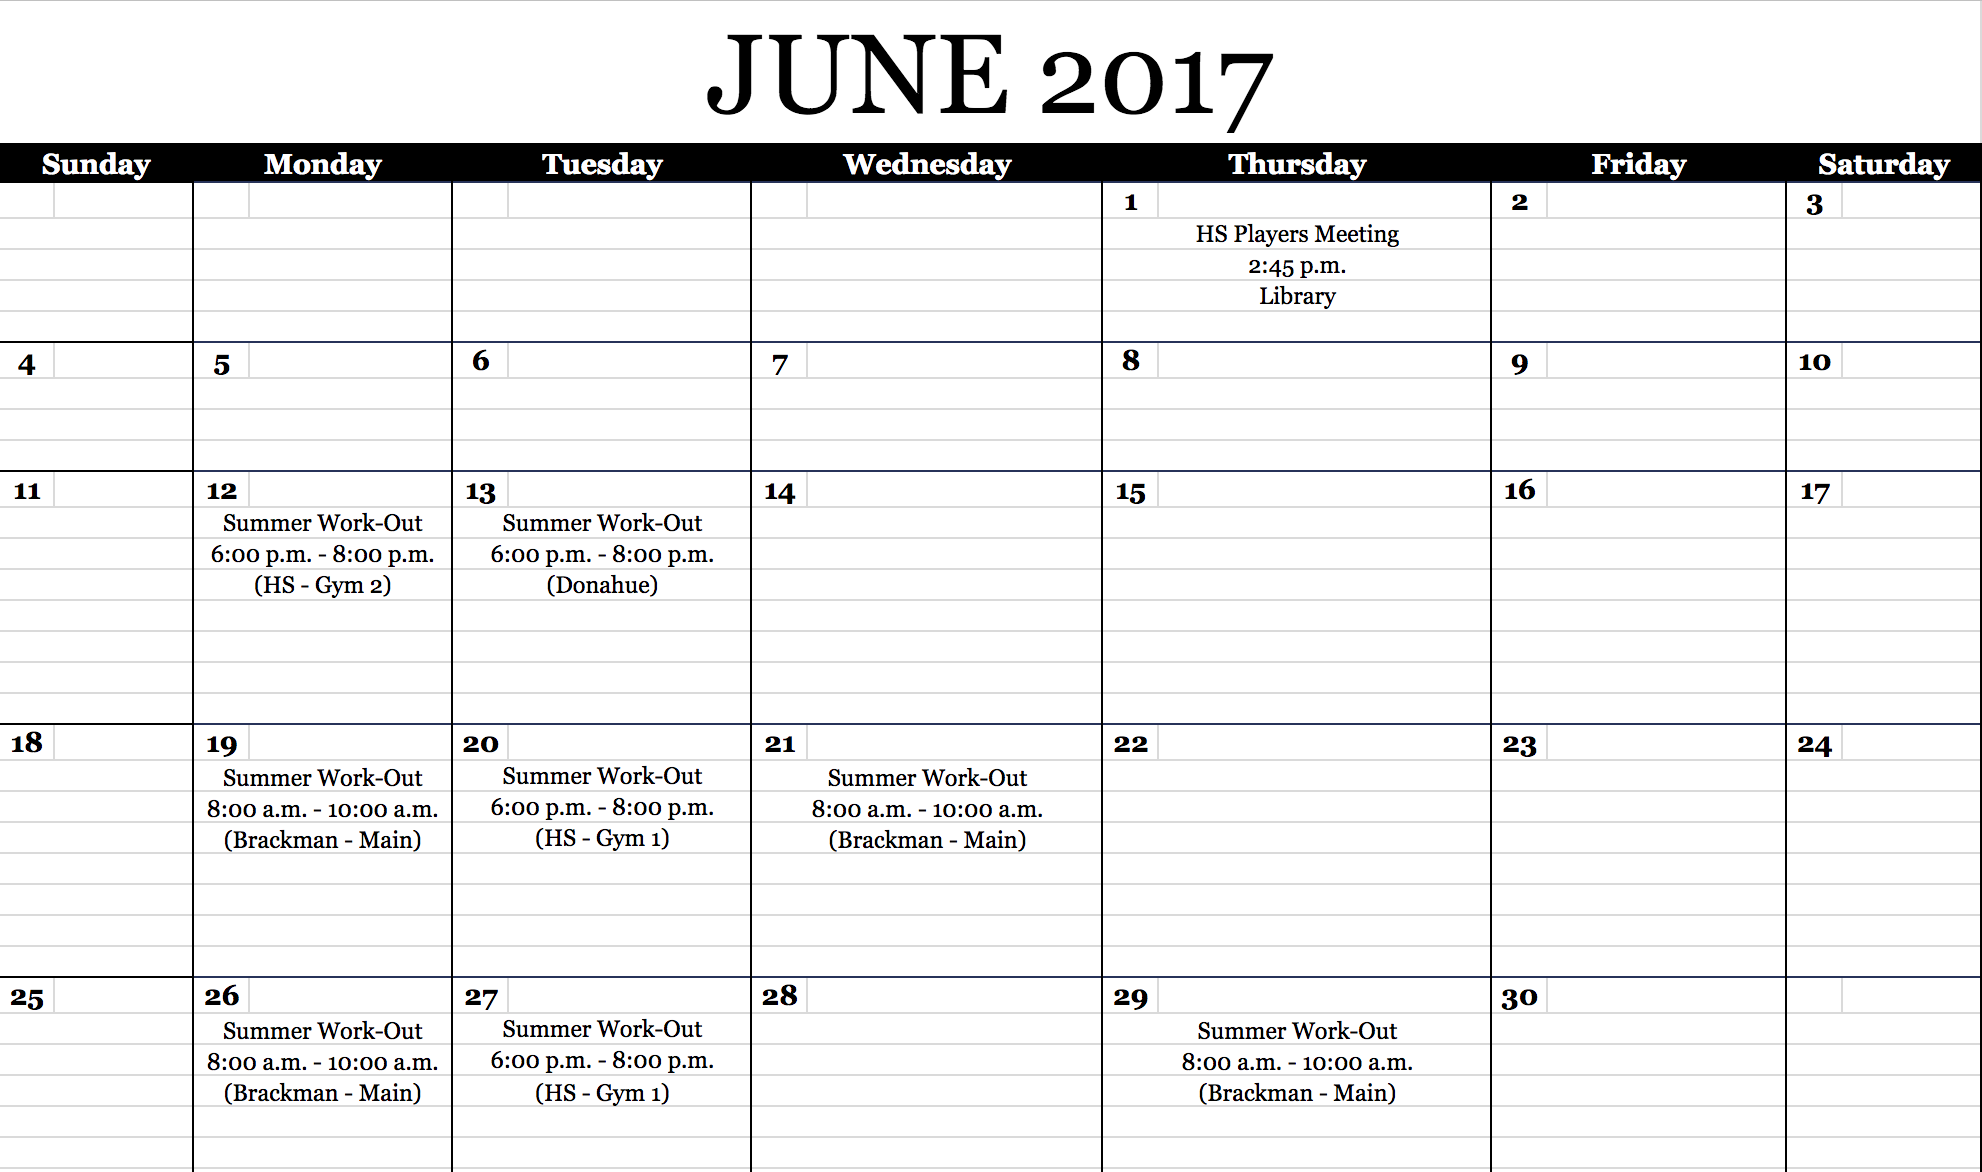 JUNE 2017
Sunday Monday Tuesday Wednesday Thursday Friday Saturday
1 2 3
HS Players Meeting
2:45 p.m.
Library
4 5 6 7 8 9 10
11 12 13 14 15 16 17
Summer Work-Out Summer Work-Out
6:00 p.m. - 8:00 p.m. 6:00 p.m. - 8:00 p.m.
(HS - Gym 2) (Donahue)
18 19 20 21 22 23 24
Summer Work-Out Summer Work-Out Summer Work-Out
8:00 a.m. - 10:00 a.m. 6:00 p.m. - 8:00 p.m. 8:00 a.m. - 10:00 a.m.
(Brackman - Main) (HS - Gym 1) (Brackman - Main)
25 26 27 28 29 30
Summer Work-Out Summer Work-Out Summer Work-Out
8:00 a.m. - 10:00 a.m. 6:00 p.m. - 8:00 p.m. 8:00 a.m. - 10:00 a.m.
(Brackman - Main) (HS - Gym 1) (Brackman - Main)